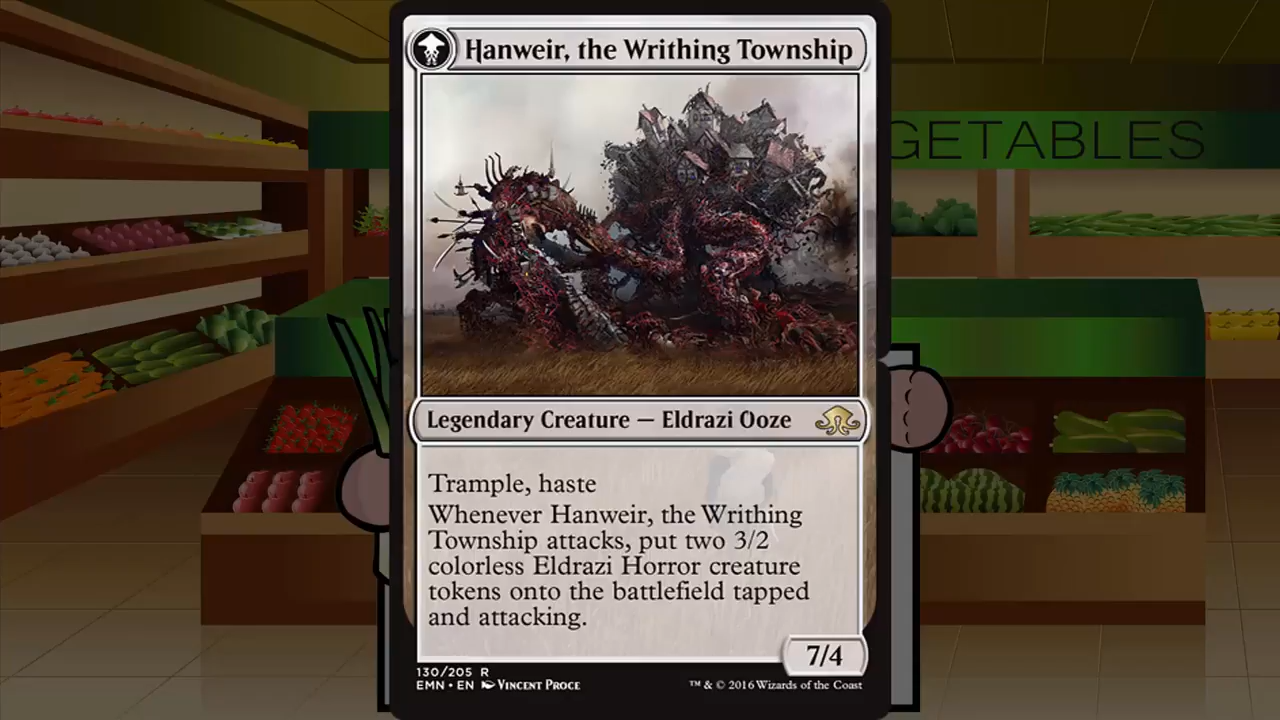 Hanweir, the Writhing Township
GETABLES
Legendary Creature — Eldrazi Ooze
Trample, haste
Whenever Hanweir, the Writhing
Township attacks, put two 3/2
colorless Eldrazi Horror creature
tokens onto the battlefield tapped
and attacking.
7/4
130/205 R
EMN • EN Vincent Proce
™ & © 2016 Wizards of the Coast